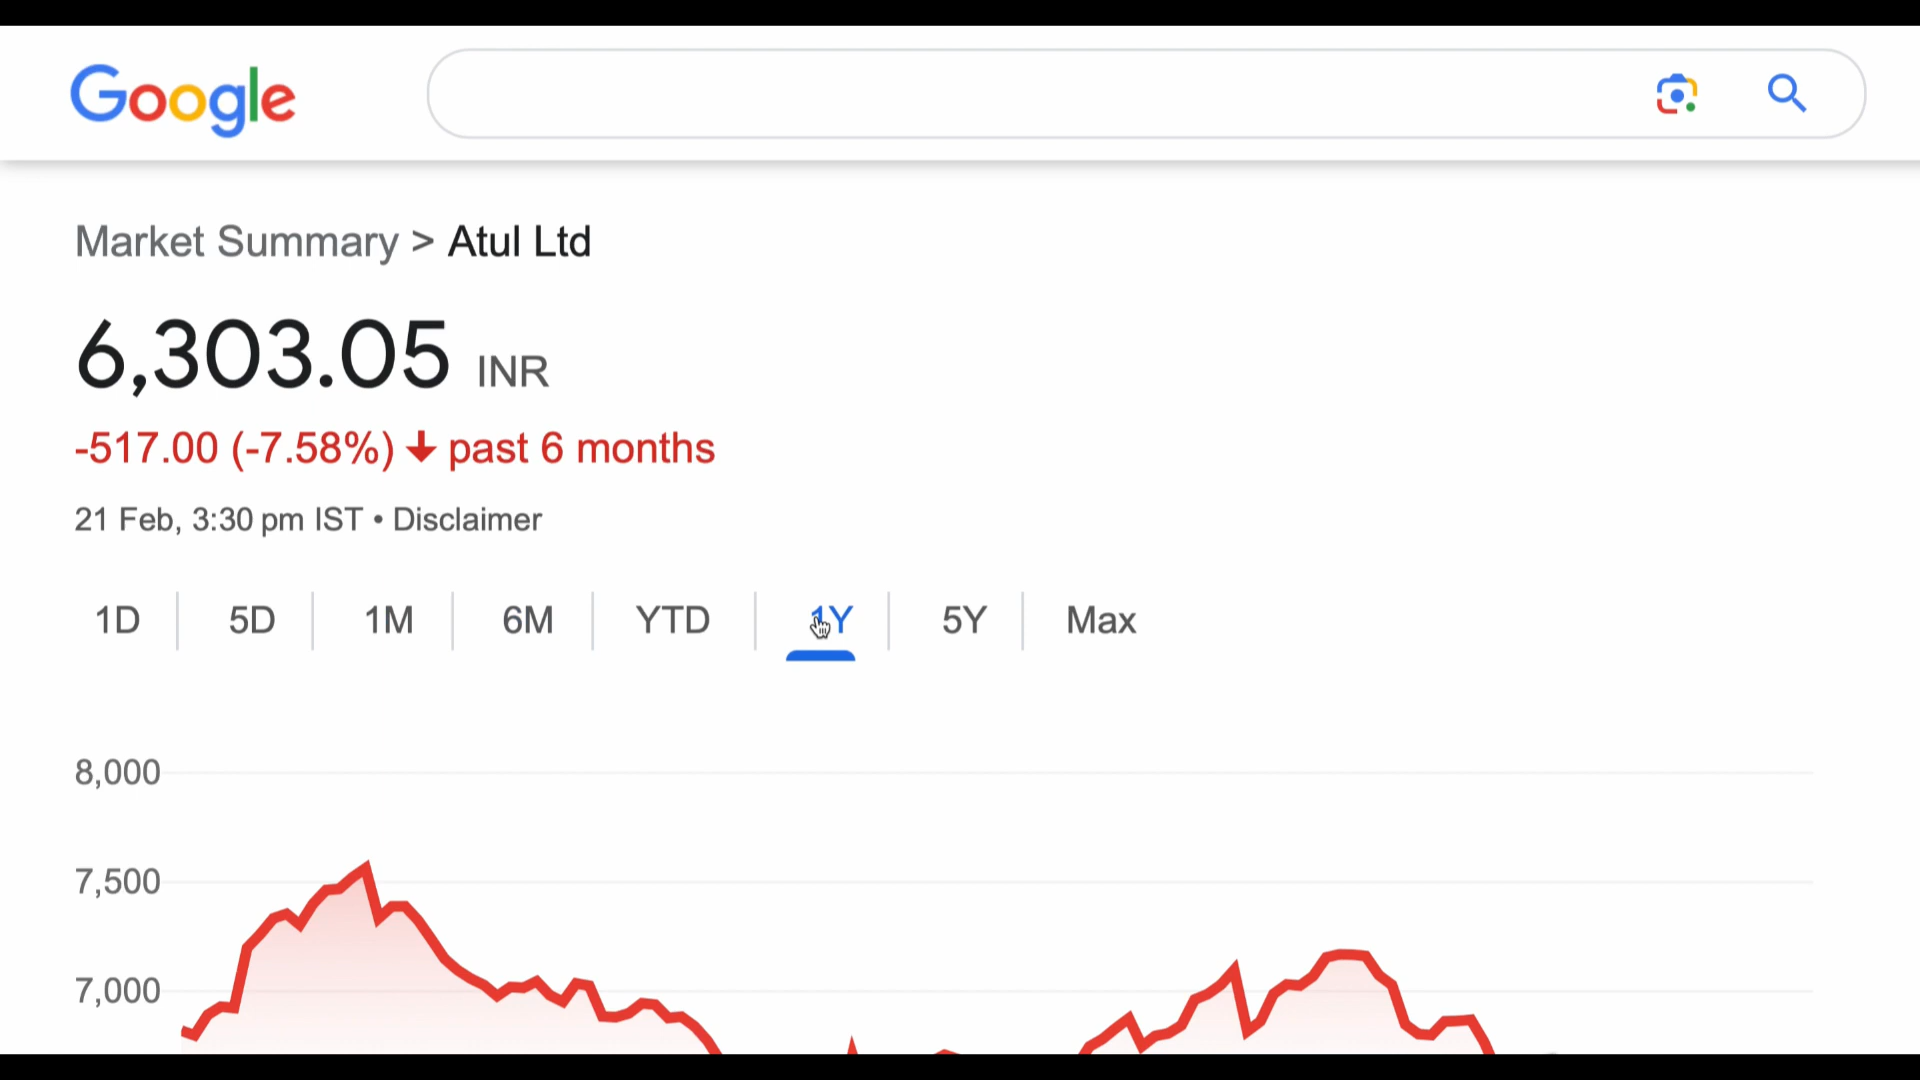 Google
Market Summary > Atul Ltd
6,303.05 INR
-517.00 (-7.58%) ↓ past 6 months
21 Feb, 3:30 pm IST • Disclaimer
1D 5D 1M 6M YTD 1Y 5Y Max
8,000
7,500
7,000